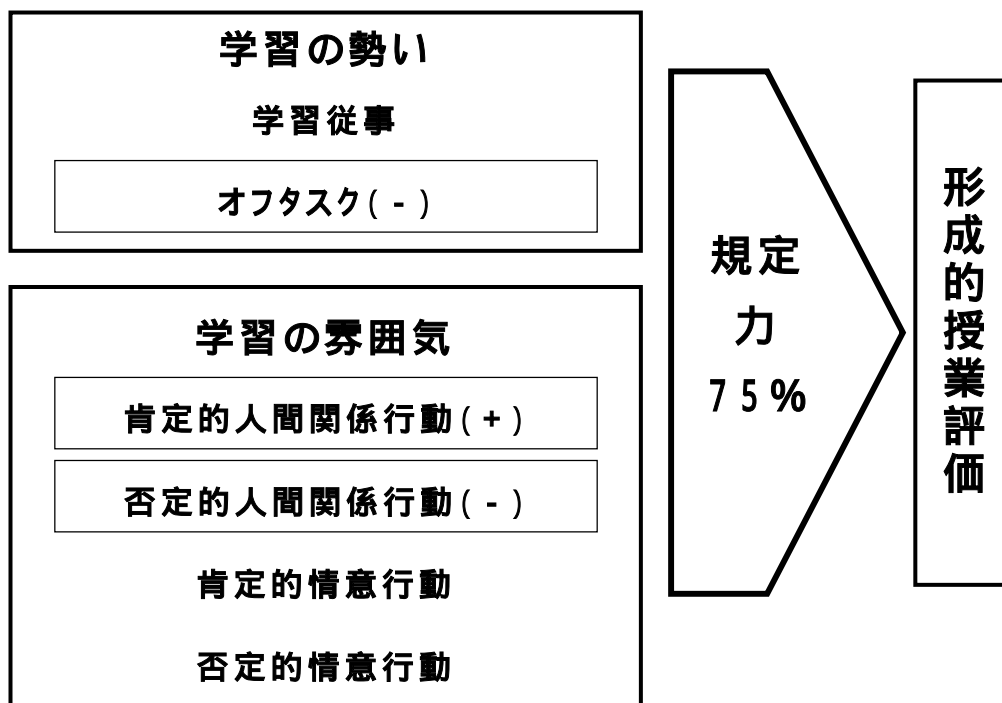 学習の勢い
学習従事
オフタスク(-)
学習の雰囲気
肯定的人間関係行動(+)
否定的人間関係行動(-)
肯定的情意行動
否定的情意行動
規定
力
75%
形成的授業評価